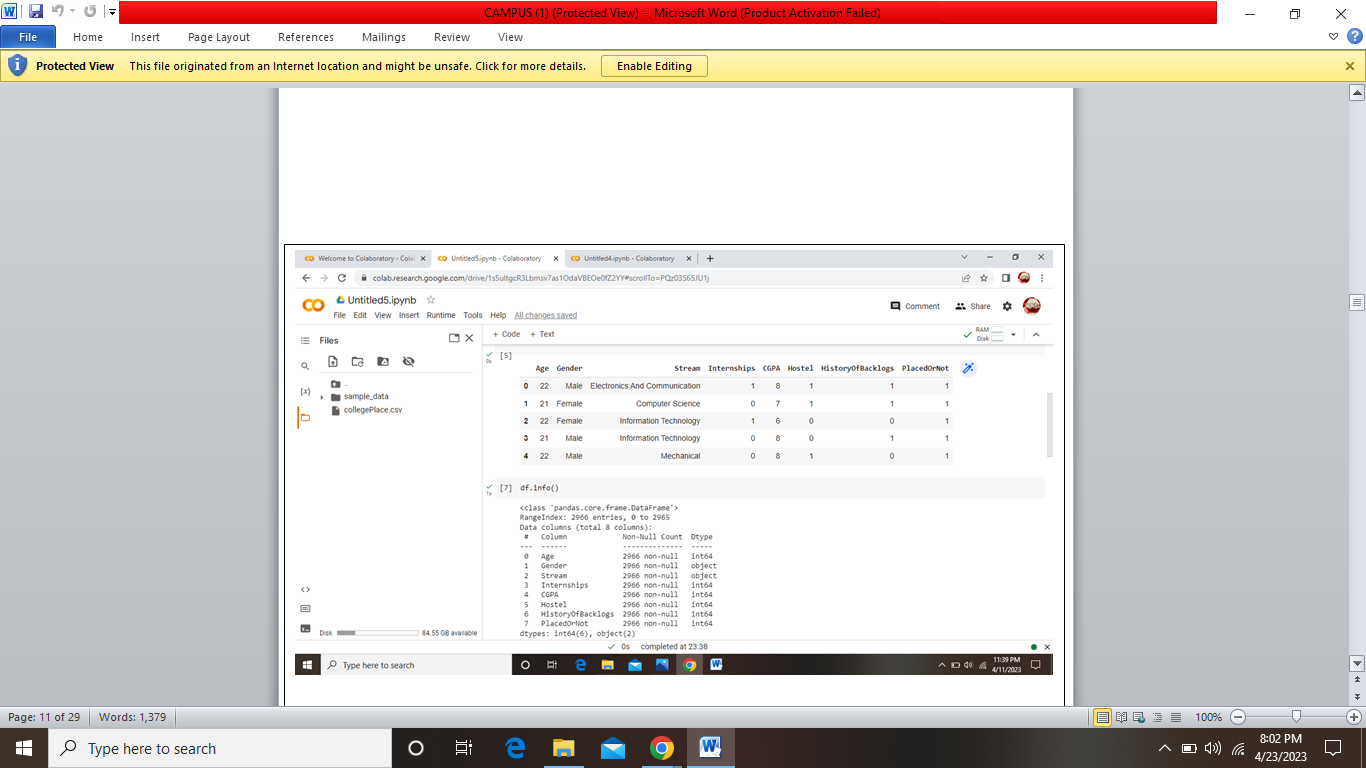 CAMPUS (1) (Protected View) - Microsoft Word (Product Activation Failed)
File Home Insert Page Layout References Mailings Review View
Protected View This file originated from an Internet location and might be unsafe. Click for more details. Enable Editing
Welcome to Colaboratory - Colal Untitled5.ipynb - Colaboratory Untitled4.ipynb - Colaboratory
Untitled5.ipynb
Comment Share
File Edit View Insert Runtime Tools Help All changes saved
Files
+ Code + Text
RAM
Disk
[5]
Age Gender Stream Internships CGPA Hostel HistoryOfBacklogs PlacedOrNot
0 22 Male Electronics And Communication 1 8 1 1 1
1 21 Female Computer Science 0 7 1 1 1
2 22 Female Information Technology 1 6 0 0 1
3 21 Male Information Technology 0 8 0 1 1
4 22 Male Mechanical 0 8 1 0 1
..
sample_data
collegePlace.csv
{x}
[7] df.info()
1s
<class 'pandas.core.frame.DataFrame'>
RangeIndex: 2966 entries, 0 to 2965
Data columns (total 8 columns):
# Column Non-Null Count Dtype
--- ------ -------------- -----
0 Age 2966 non-null int64
1 Gender 2966 non-null object
2 Stream 2966 non-null object
3 Internships 2966 non-null int64
4 CGPA 2966 non-null int64
5 Hostel 2966 non-null int64
6 HistoryOfBacklogs 2966 non-null int64
7 PlacedOrNot 2966 non-null int64
dtypes: int64(6), object(2)
Disk 84.55 GB available
0s completed at 23:38
Type here to search
11:39 PM
4/11/2023
Page: 11 of 29 Words: 1,379 100%
Type here to search
8:02 PM
4/23/2023